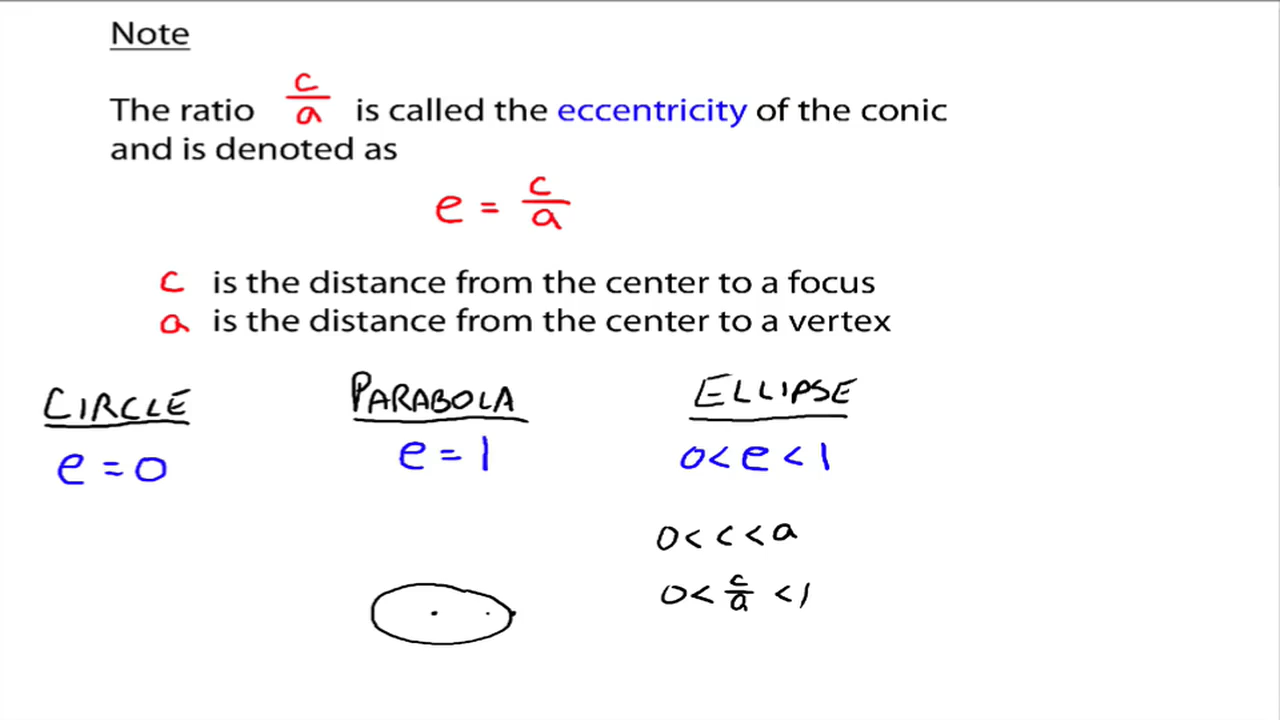 Note
The ratio c/a is called the eccentricity of the conic
and is denoted as
e = c/a
c is the distance from the center to a focus
a is the distance from the center to a vertex
CIRCLE PARABOLA ELLIPSE
e = 0 e = 1 0 < e < 1
0 < c < a
0 < c/a < 1